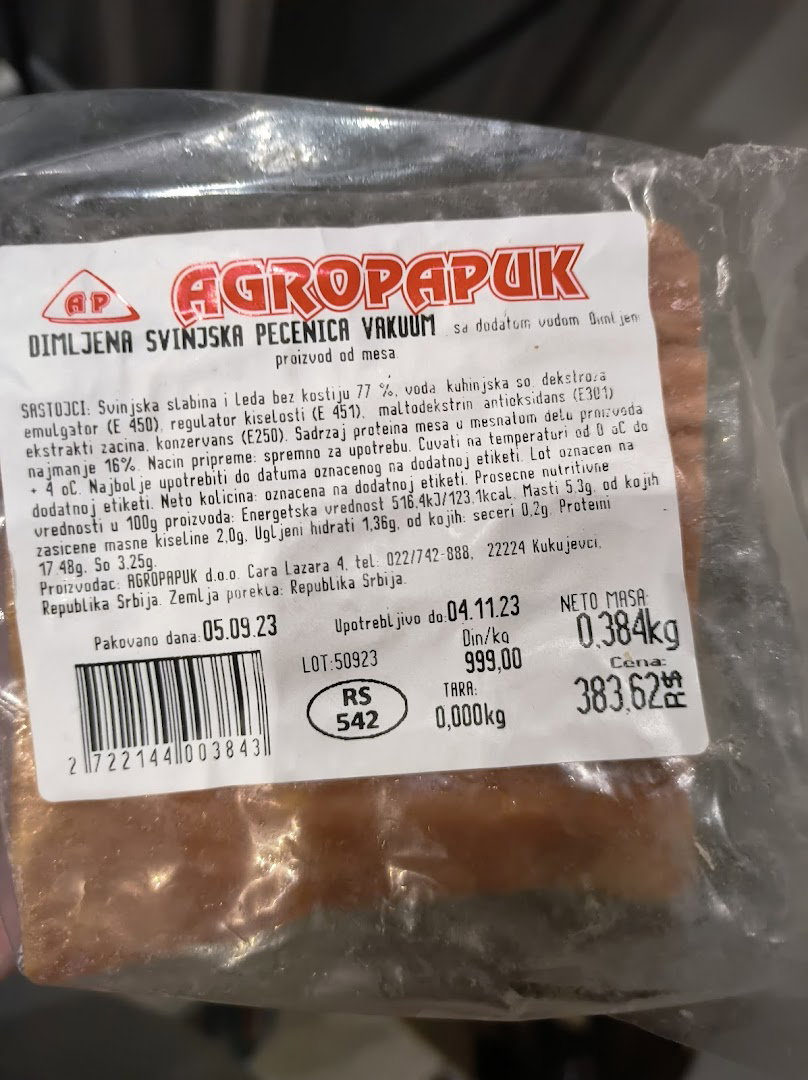 AP AGROPAPUK
DIMLJENA SVINJSKA PECENICA VAKUUM sa dodatom vodom Dimljen
proizvod od mesa
SASTOJCI: Svinjska slabina i leda bez kostiju 77 %, voda, kuhinjska so, dekstroza
emulgator (E 450), regulator kiselosti (E 451), maltodekstrin antioksidans (E301)
ekstrakti zacina, konzervans (E250). Sadrzaj proteina mesa u mesnatom delu proizvoda
najmanje 16%. Nacin pripreme: spremno za upotrebu. Cuvati na temperaturi od 0 oC do
+ 4 oC. Najbolje upotrebiti do datuma oznacenog na dodatnoj etiketi. Lot oznacen na
dodatnoj etiketi. Neto kolicina: oznacena na dodatnoj etiketi. Prosecne nutritivne
vrednosti u 100g proizvoda: Energetska vrednost 516,4kJ/123,1kcal. Masti 5,3g, od kojih
zasicene masne kiseline 2,0g, Ugljeni hidrati 1,36g, od kojih: seceri 0,2g. Proteini
17,48g. So 3,25g.
Proizvodac: AGROPAPUK d.o.o. Cara Lazara 4, tel: 022/742-888, 22224 Kukujevci,
Republika Srbija. Zemlja porekla: Republika Srbija.
Pakovano dana: 05.09.23 Upotrebljivo do: 04.11.23 NETO MASA:
0,384kg
LOT:50923 Din/kg
999,00 Cena:
383,62 RSD
RS
542
TARA:
0,000kg
2 722144 003843